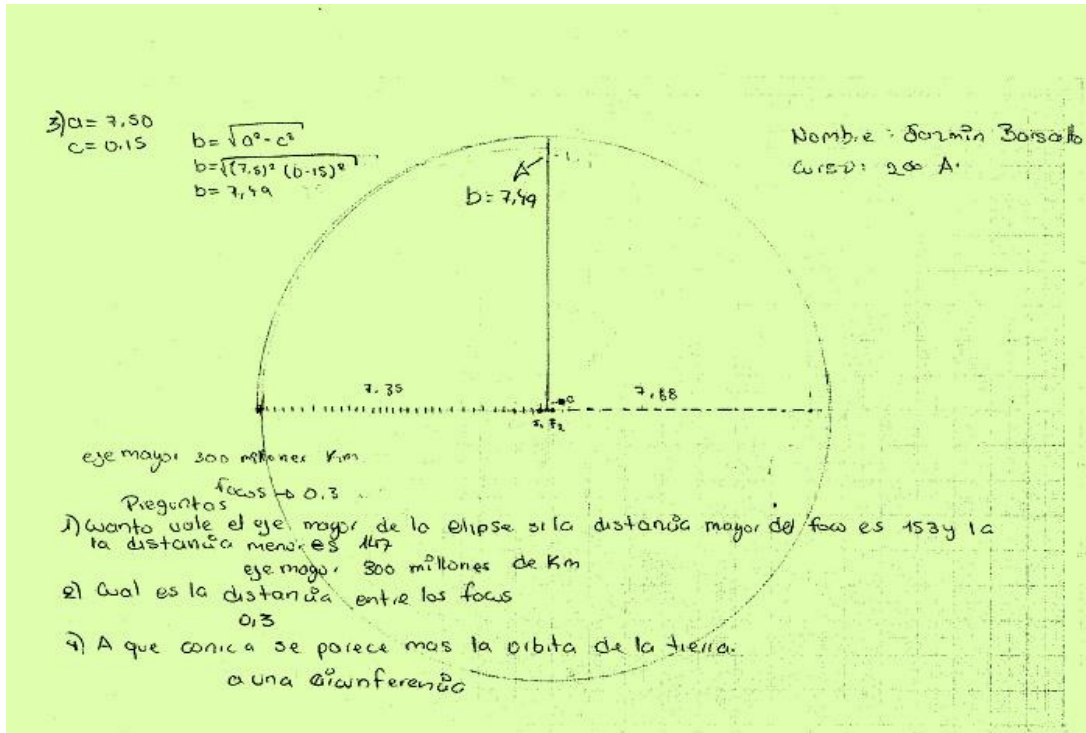 3) a= 7,50
c= 0,15
b= √a² - c²
b= √(7,5)² (0-15)²
b= 7,49
Nombre:
Curso: 2º A.
b= 7,49
7.35
7,68
F₁ F₂
eje mayor 300 millones Km
focos → 0.3
Preguntas
1) Cuanto vale el eje mayor de la elipse si la distancia mayor del foco es 153 y la
la distancia menor es 147
eje mayor 300 millones de Km
2) Cual es la distancia entre los focos
0,3
4) A que conica se parece mas la orbita de la tierra.
a una circunferencia